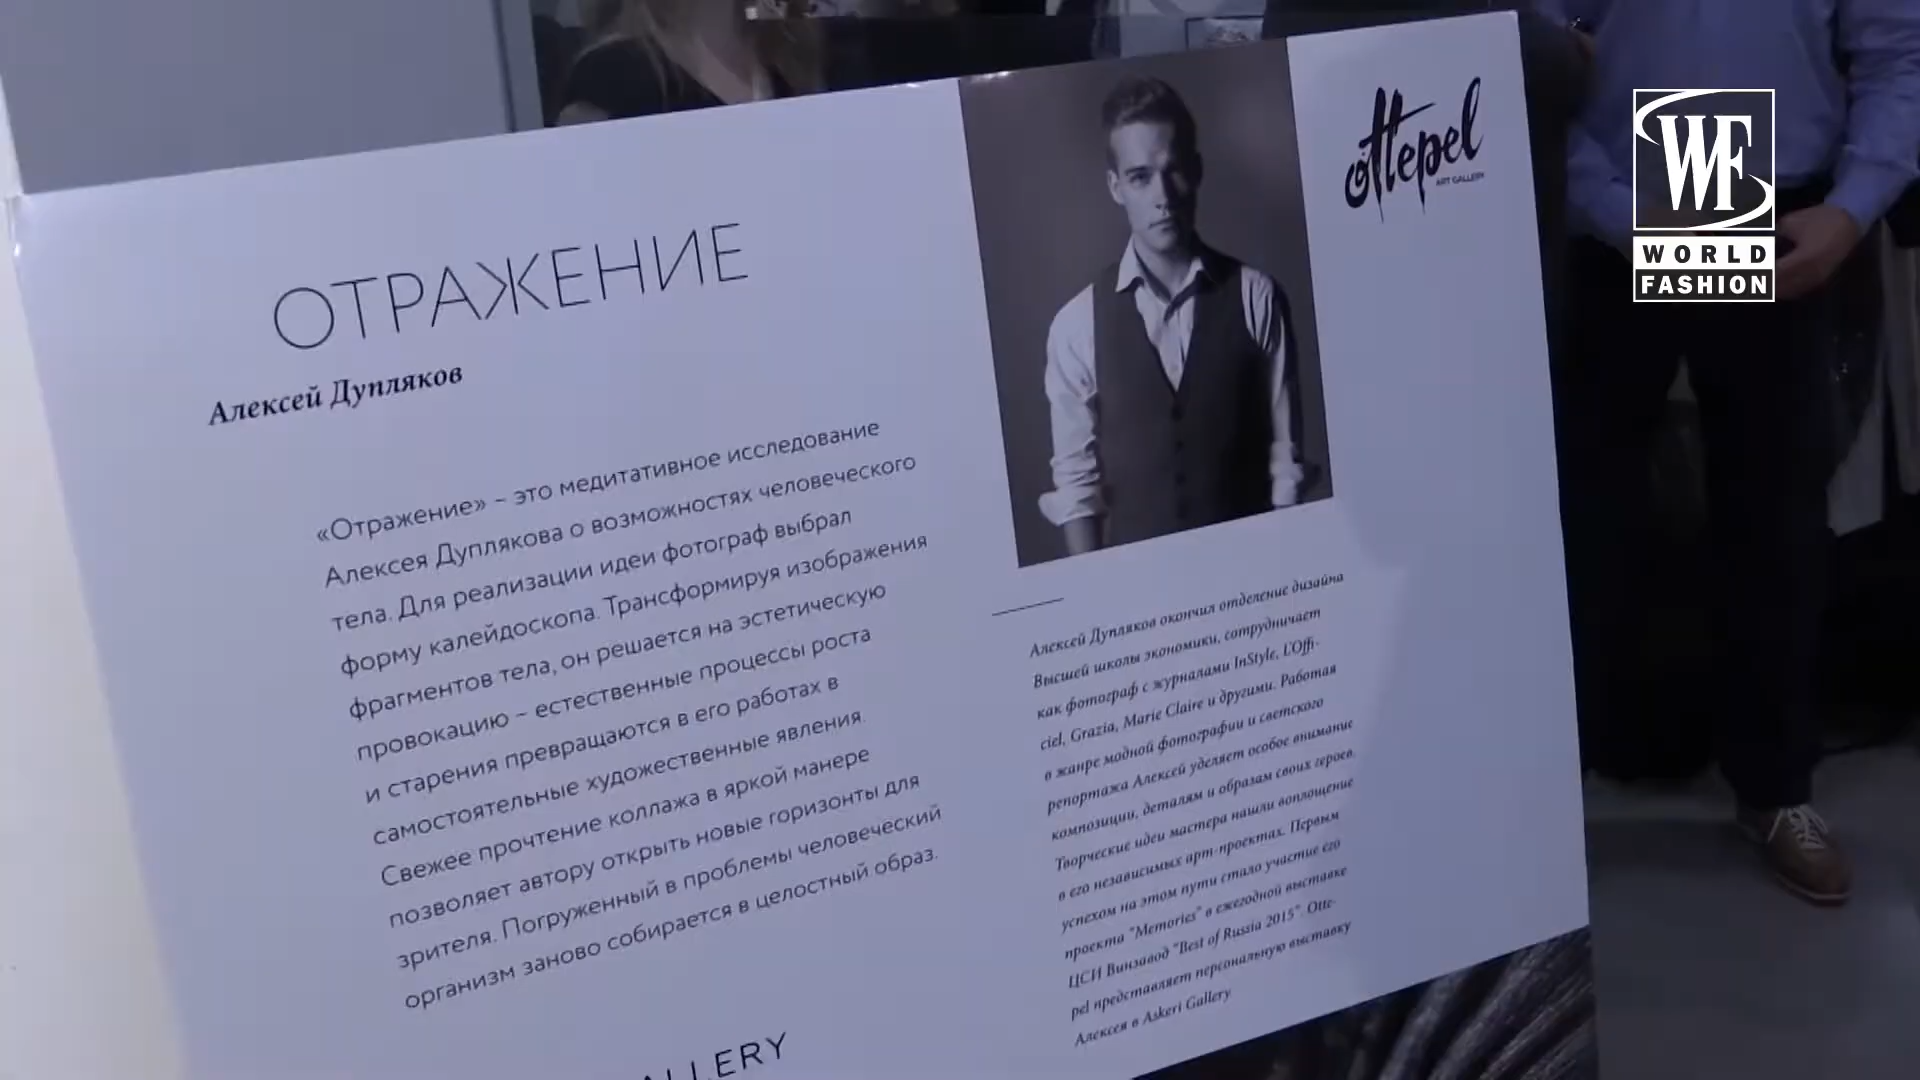 ОТРАЖЕНИЕ
Алексей Дупляков
«Отражение» – это медитативное исследование
Алексея Дуплякова о возможностях человеческого
тела. Для реализации идеи фотограф выбрал
форму калейдоскопа. Трансформируя изображения
фрагментов тела, он решается на эстетическую
провокацию – естественные процессы роста
и старения превращаются в его работах в
самостоятельные художественные явления.
Свежее прочтение коллажа в яркой манере
позволяет автору открыть новые горизонты для
зрителя. Погруженный в проблемы человеческий
организм заново собирается в целостный образ.
ottepel
ART GALLERY
Алексей Дупляков окончил отделение дизайна
Высшей школы экономики, сотрудничает
как фотограф с журналами InStyle, L'Offi-
ciel, Grazia, Marie Claire и другими. Работая
в жанре модной фотографии и светского
репортажа Алексей уделяет особое внимание
композиции, деталям и образам своих героев.
Творческие идеи мастера нашли воплощение
в его независимых арт-проектах. Первым
успехом на этом пути стало участие его
проекта "Memories" в ежегодной выставке
ЦСИ Винзавод "Best of Russia 2015". Otte-
pel представляет персональную выставку
Алексея в Askeri Gallery.
WF
WORLD
FASHION